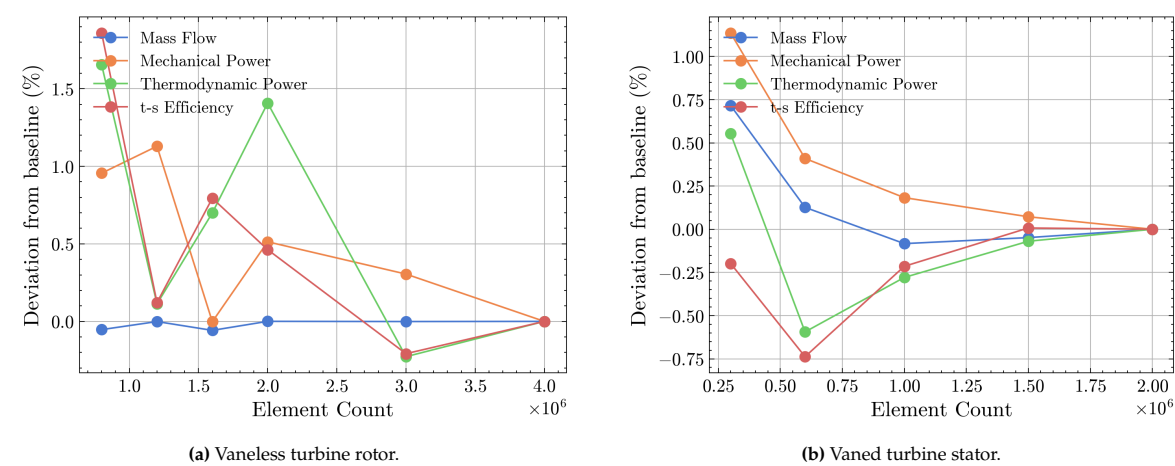 Deviation from baseline (%)
1.5
1.0
0.5
0.0
Mass Flow
Mechanical Power
Thermodynamic Power
t-s Efficiency
1.0 1.5 2.0 2.5 3.0 3.5 4.0
Element Count
×10⁶
(a) Vaneless turbine rotor.
Deviation from baseline (%)
1.00
0.75
0.50
0.25
0.00
−0.25
−0.50
−0.75
Mass Flow
Mechanical Power
Thermodynamic Power
t-s Efficiency
0.25 0.50 0.75 1.00 1.25 1.50 1.75 2.00
Element Count
×10⁶
(b) Vaned turbine stator.